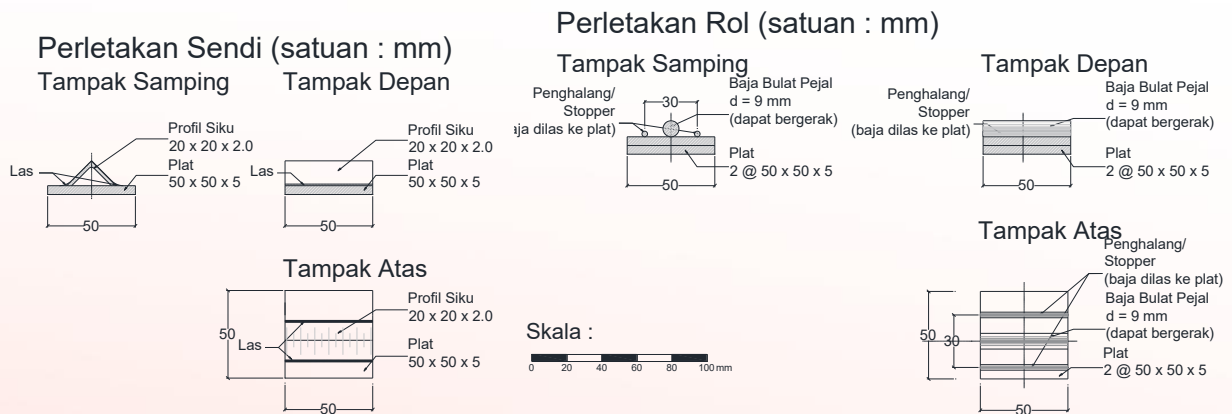 Perletakan Sendi (satuan : mm)
Tampak Samping
Profil Siku
20 x 20 x 2.0
Las
Plat
50 x 50 x 5
50
Tampak Depan
Profil Siku
20 x 20 x 2.0
Las
Plat
50 x 50 x 5
50
Tampak Atas
Profil Siku
20 x 20 x 2.0
50
Las
Plat
50 x 50 x 5
50
Perletakan Rol (satuan : mm)
Tampak Samping
Penghalang/
Stopper
(baja dilas ke plat)
30
Baja Bulat Pejal
d = 9 mm
(dapat bergerak)
Plat
2 @ 50 x 50 x 5
50
Tampak Depan
Penghalang/
Stopper
(baja dilas ke plat)
Baja Bulat Pejal
d = 9 mm
(dapat bergerak)
Plat
2 @ 50 x 50 x 5
50
Tampak Atas
Penghalang/
Stopper
(baja dilas ke plat)
Baja Bulat Pejal
d = 9 mm
(dapat bergerak)
50
30
Plat
2 @ 50 x 50 x 5
50
Skala :
0 20 40 60 80 100 mm